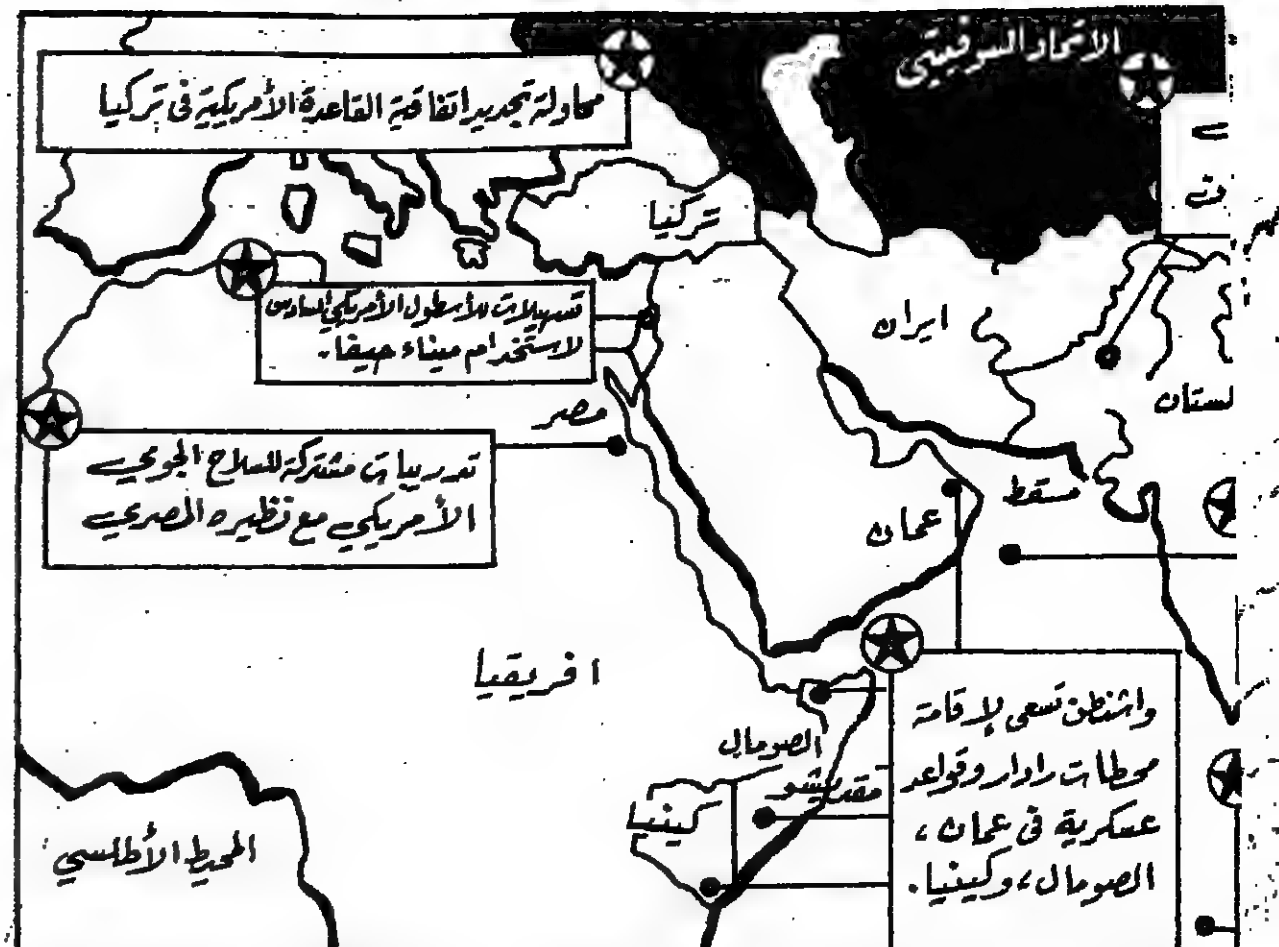 الاتحاد السوفيتي
محاولة تجديد اتفاقية القاعدة الأمريكية في تركيا
تركيا
ايران
تسهيلات للأسطول الأمريكي السادس
لاستخدام ميناء حيفا.
مصر
لستان
تدريبات مشتركة للسلاح الجوي
الأمريكي مع نظيره المصري
مسقط
عمان
افريقيا
واشنطن تسعى لإقامة
محطات رادار وقواعد
عسكرية في عمان،
الصومال، وكينيا.
الصومال
مقديشو
كينيا
المحيط الأطلسي